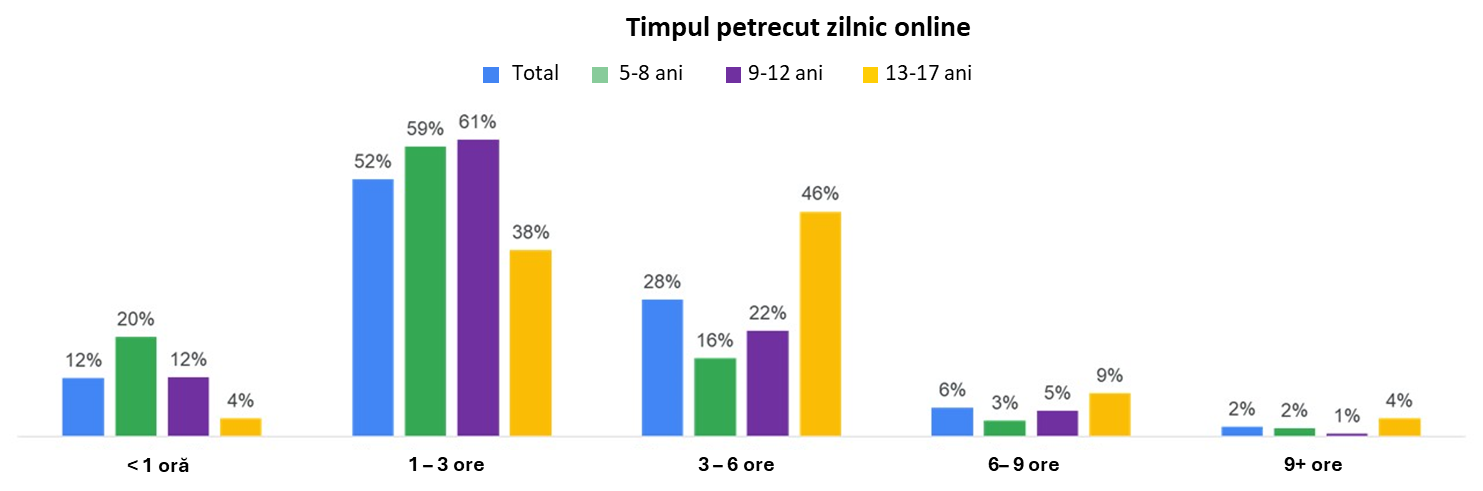 Timpul petrecut zilnic online
Total 5-8 ani 9-12 ani 13-17 ani
12% 20% 12% 4%
52% 59% 61% 38%
28% 16% 22% 46%
6% 3% 5% 9%
2% 2% 1% 4%
< 1 oră 1 – 3 ore 3 – 6 ore 6– 9 ore 9+ ore